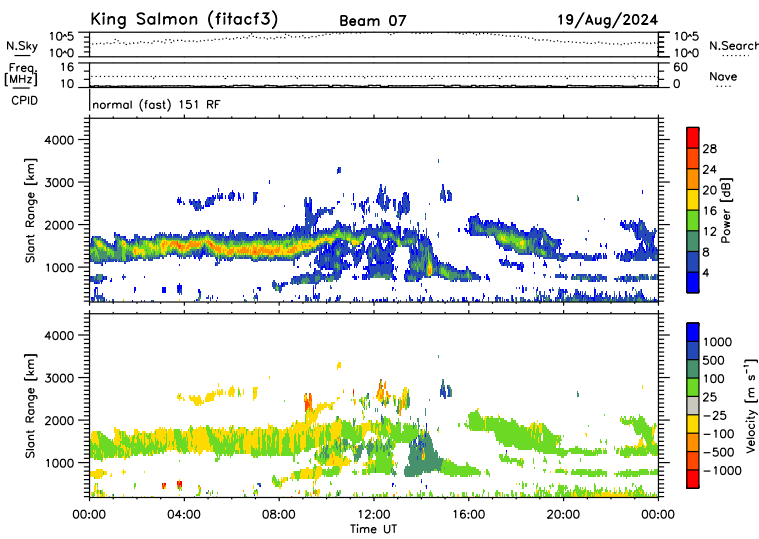 King Salmon (fitacf3) Beam 07 19/Aug/2024
N.Sky 10^5 10^0 10^5 10^0 N.Search
Freq. [MHz] 16 10 60 0 Nave
CPID normal (fast) 151 RF
Slant Range [km] 4000 3000 2000 1000
Power [dB] 28 24 20 16 12 8 4
Slant Range [km] 4000 3000 2000 1000
Velocity [m s⁻¹] 1000 500 100 25 −25 −100 −500 −1000
00:00 04:00 08:00 12:00 16:00 20:00 00:00
Time UT